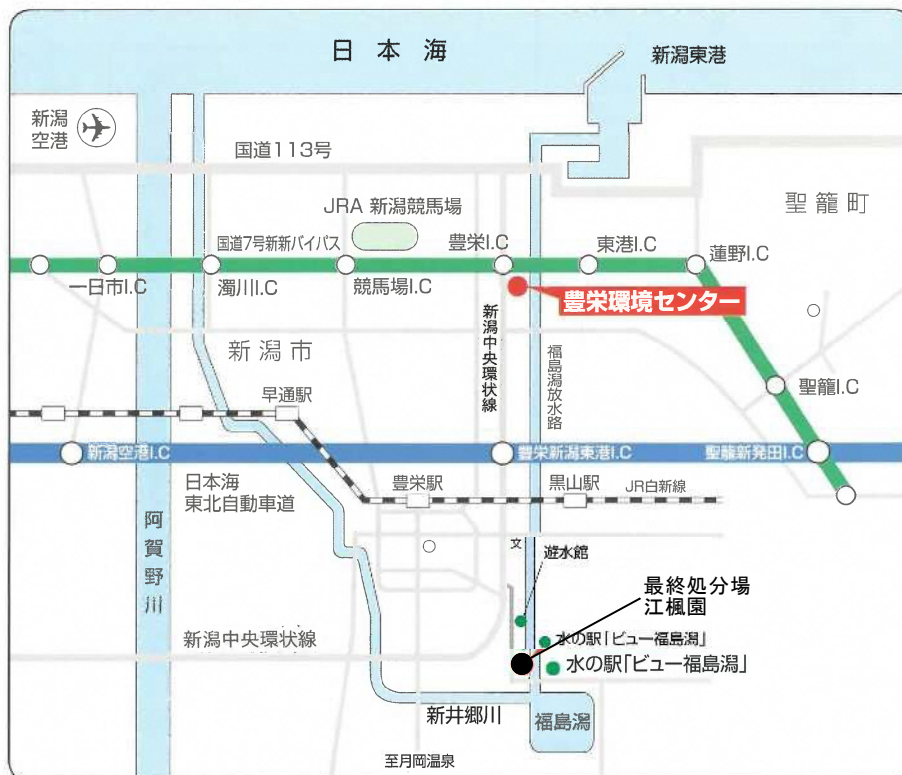 日本海
新潟東港
新潟
空港
国道113号
聖籠町
JRA 新潟競馬場
国道7号新新バイパス
豊栄I.C
東港I.C
蓮野I.C
一日市I.C
濁川I.C
競馬場I.C
豊栄環境センター
新潟中央環状線
福島潟放水路
新潟市
聖籠I.C
早通駅
新潟空港I.C
豊栄新潟東港I.C
聖籠新発田I.C
日本海
東北自動車道
豊栄駅
黒山駅
JR白新線
阿賀野川
文
遊水館
最終処分場
江楓園
新潟中央環状線
水の駅「ビュー福島潟」
水の駅「ビュー福島潟」
新井郷川
福島潟
至月岡温泉